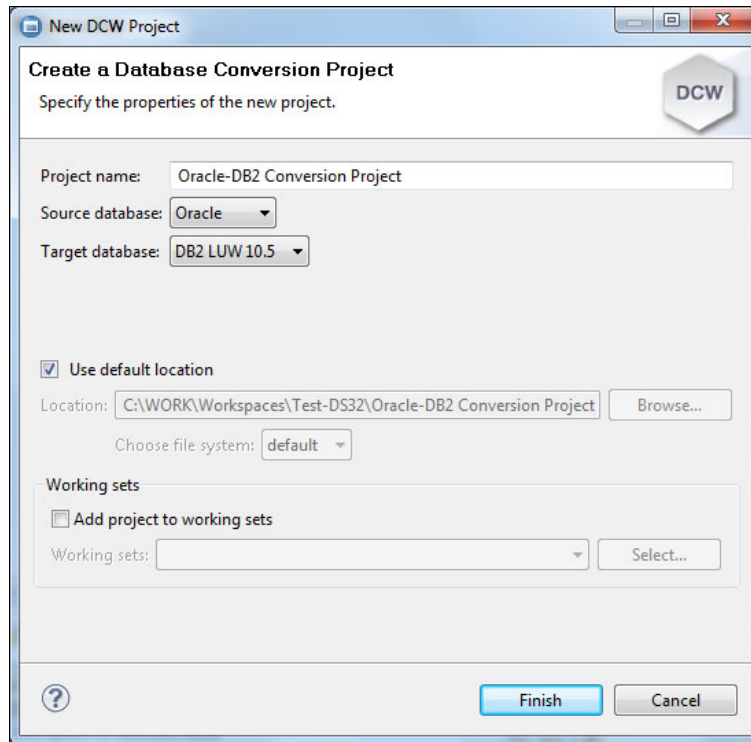 New DCW Project
Create a Database Conversion Project
Specify the properties of the new project.
DCW
Project name: Oracle-DB2 Conversion Project
Source database: Oracle
Target database: DB2 LUW 10.5
Use default location
Location: C:\WORK\Workspaces\Test-DS32\Oracle-DB2 Conversion Project Browse...
Choose file system: default
Working sets
Add project to working sets
Working sets: Select...
? Finish Cancel